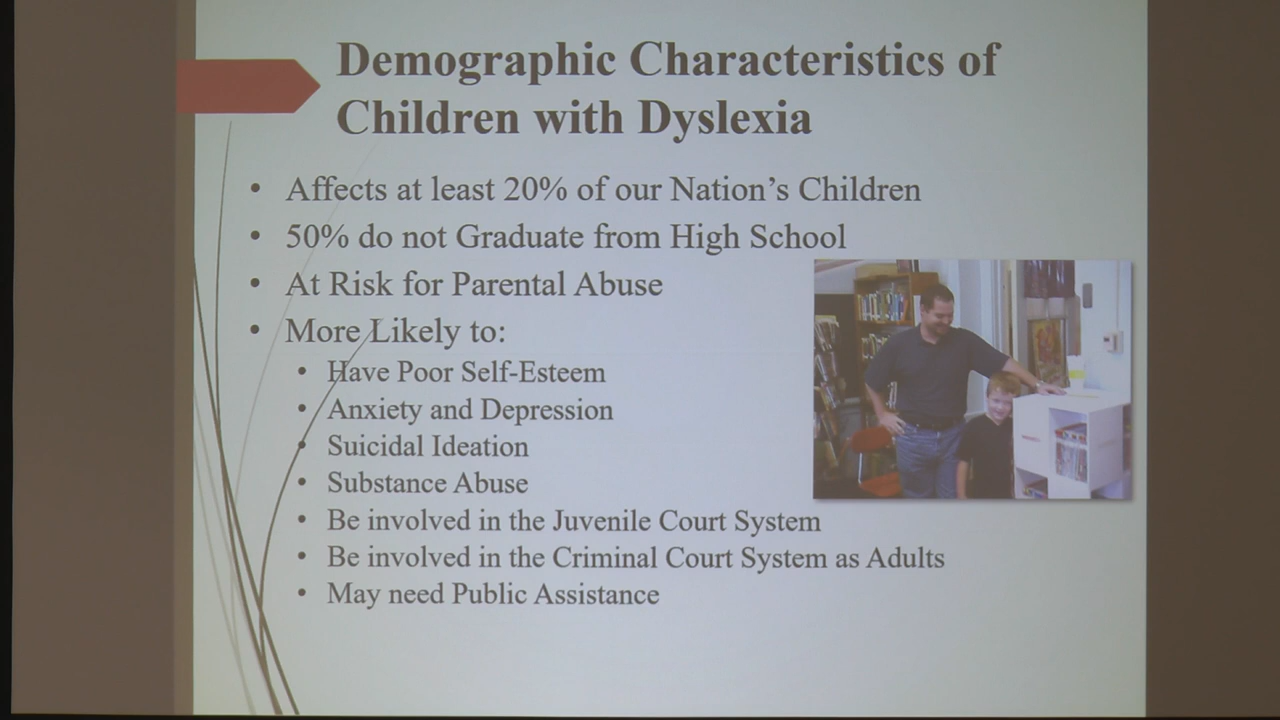 Demographic Characteristics of
Children with Dyslexia
• Affects at least 20% of our Nation’s Children
• 50% do not Graduate from High School
• At Risk for Parental Abuse
• More Likely to:
• Have Poor Self-Esteem
• Anxiety and Depression
• Suicidal Ideation
• Substance Abuse
• Be involved in the Juvenile Court System
• Be involved in the Criminal Court System as Adults
• May need Public Assistance